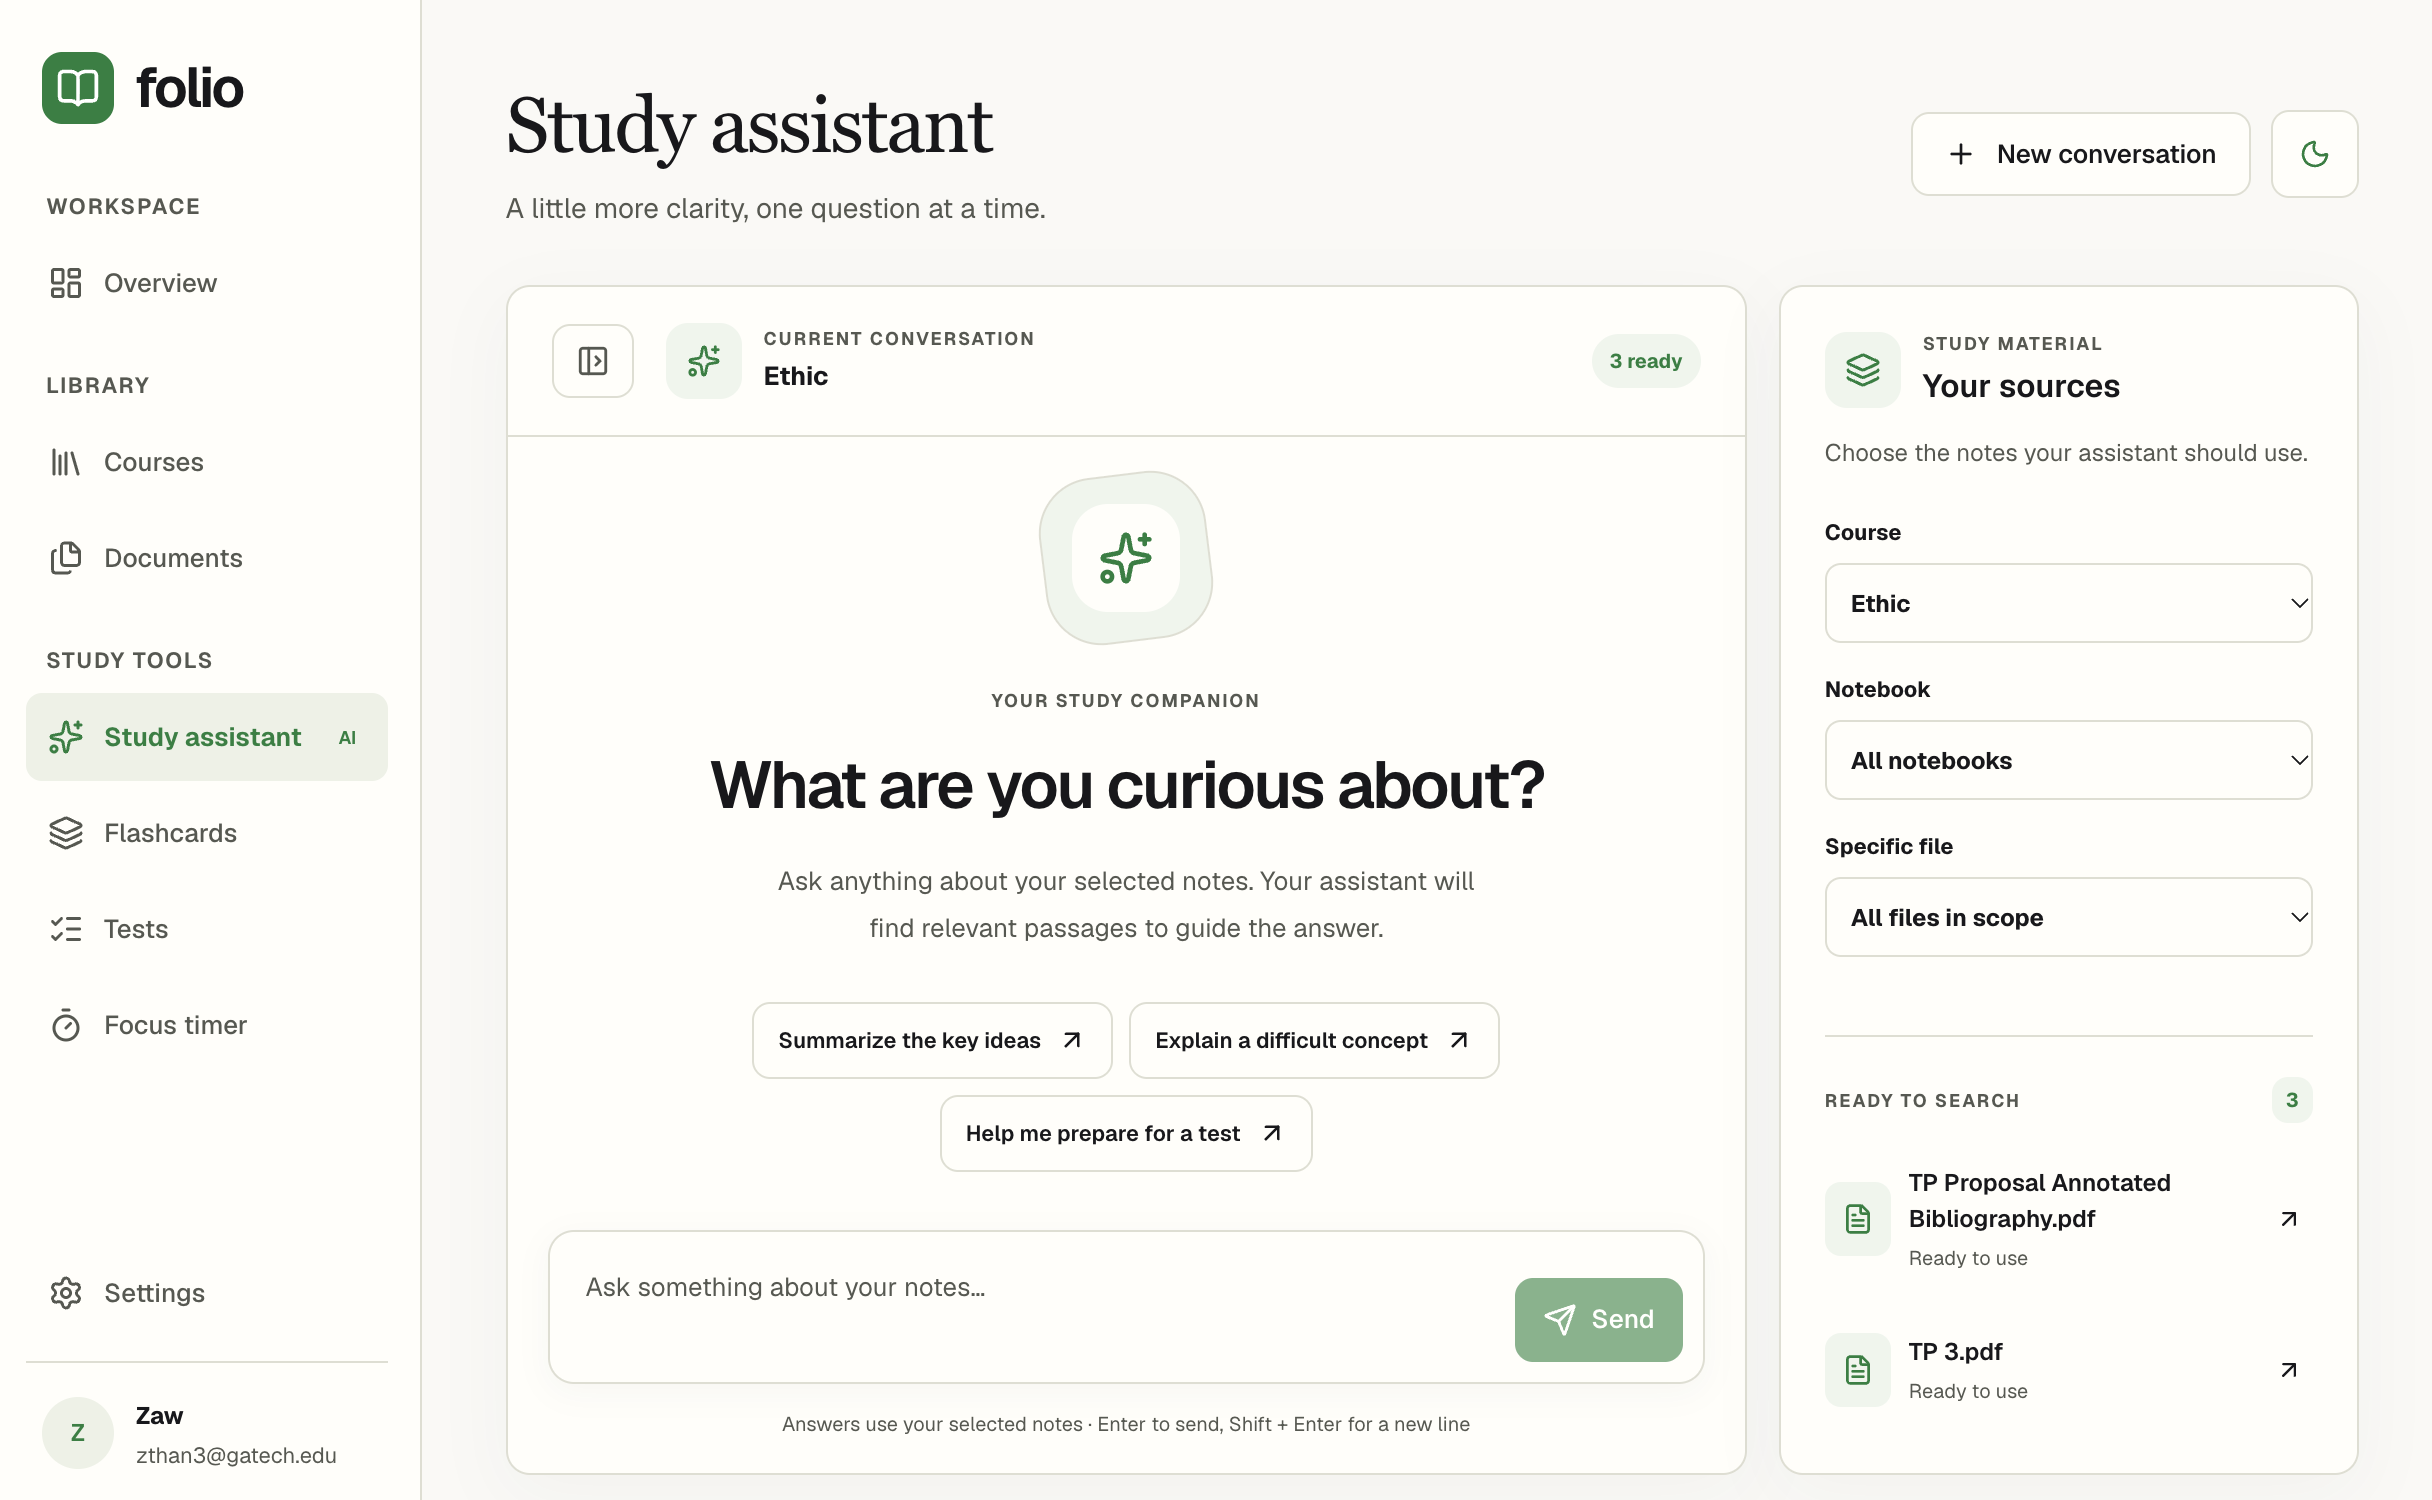 folio
WORKSPACE
Overview
LIBRARY
Courses
Documents
STUDY TOOLS
Study assistant AI
Flashcards
Tests
Focus timer
Settings
Z
Zaw
zthan3@gatech.edu
Study assistant
A little more clarity, one question at a time.
New conversation
CURRENT CONVERSATION
Ethic
3 ready
YOUR STUDY COMPANION
What are you curious about?
Ask anything about your selected notes. Your assistant will
find relevant passages to guide the answer.
Summarize the key ideas
Explain a difficult concept
Help me prepare for a test
Ask something about your notes...
Send
Answers use your selected notes · Enter to send, Shift + Enter for a new line
STUDY MATERIAL
Your sources
Choose the notes your assistant should use.
Course
Ethic
Notebook
All notebooks
Specific file
All files in scope
READY TO SEARCH 3
TP Proposal Annotated
Bibliography.pdf
Ready to use
TP 3.pdf
Ready to use